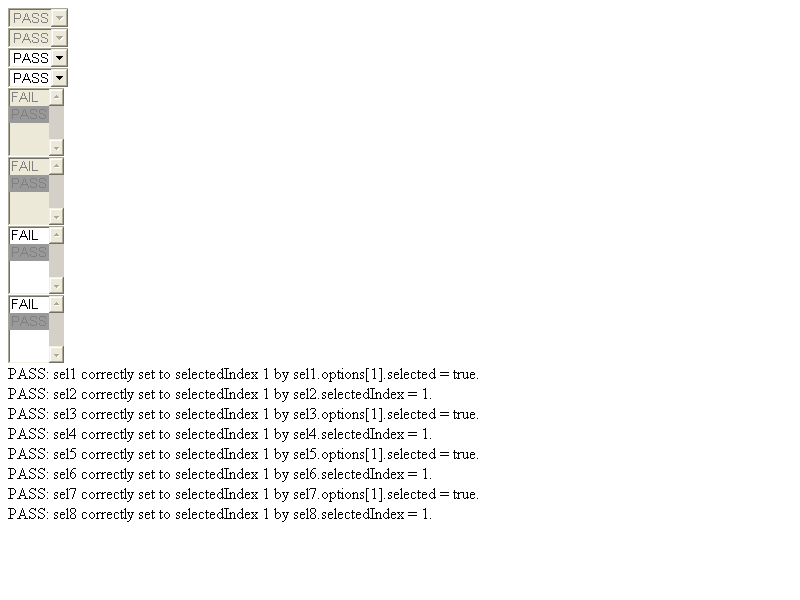 PASS
PASS
PASS
PASS
FAIL
PASS
FAIL
PASS
FAIL
PASS
FAIL
PASS
PASS: sel1 correctly set to selectedIndex 1 by sel1.options[1].selected = true.
PASS: sel2 correctly set to selectedIndex 1 by sel2.selectedIndex = 1.
PASS: sel3 correctly set to selectedIndex 1 by sel3.options[1].selected = true.
PASS: sel4 correctly set to selectedIndex 1 by sel4.selectedIndex = 1.
PASS: sel5 correctly set to selectedIndex 1 by sel5.options[1].selected = true.
PASS: sel6 correctly set to selectedIndex 1 by sel6.selectedIndex = 1.
PASS: sel7 correctly set to selectedIndex 1 by sel7.options[1].selected = true.
PASS: sel8 correctly set to selectedIndex 1 by sel8.selectedIndex = 1.